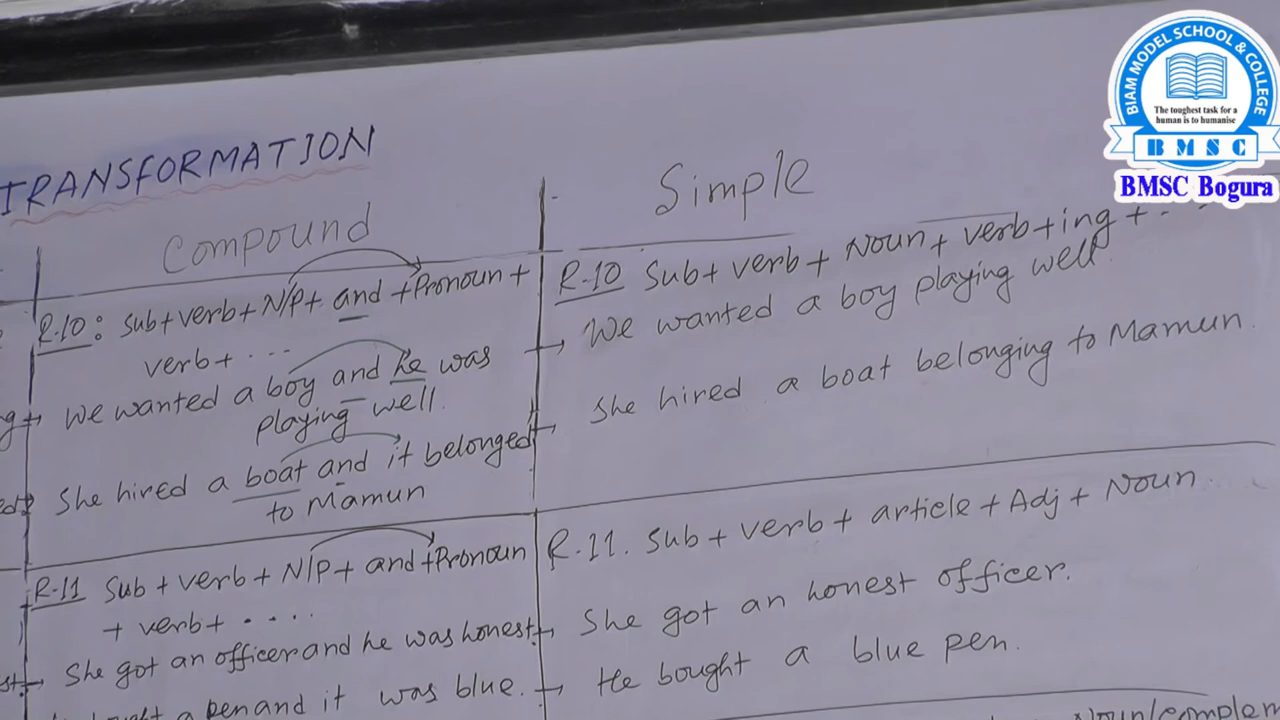 TRANSFORMATION
Compound
R-10: Sub+verb+N/P+ and +Pronoun +
verb+ ....
We wanted a boy and he was
playing well.
She hired a boat and it belonged
to Mamun
R-11 Sub + verb + N/P + and +Pronoun
+ verb+ ....
She got an officer and he was honest
a pen and it was blue.
Simple
R-10 Sub+ verb+ Noun+ verb+ing + ...
We wanted a boy playing well.
She hired a boat belonging to Mamun.
R-11. Sub + verb + article + Adj + Noun
She got an honest officer.
He bought a blue pen.
BIAM MODEL SCHOOL & COLLEGE
The toughest task for a
human is to humanise
BMSC
BMSC Bogura